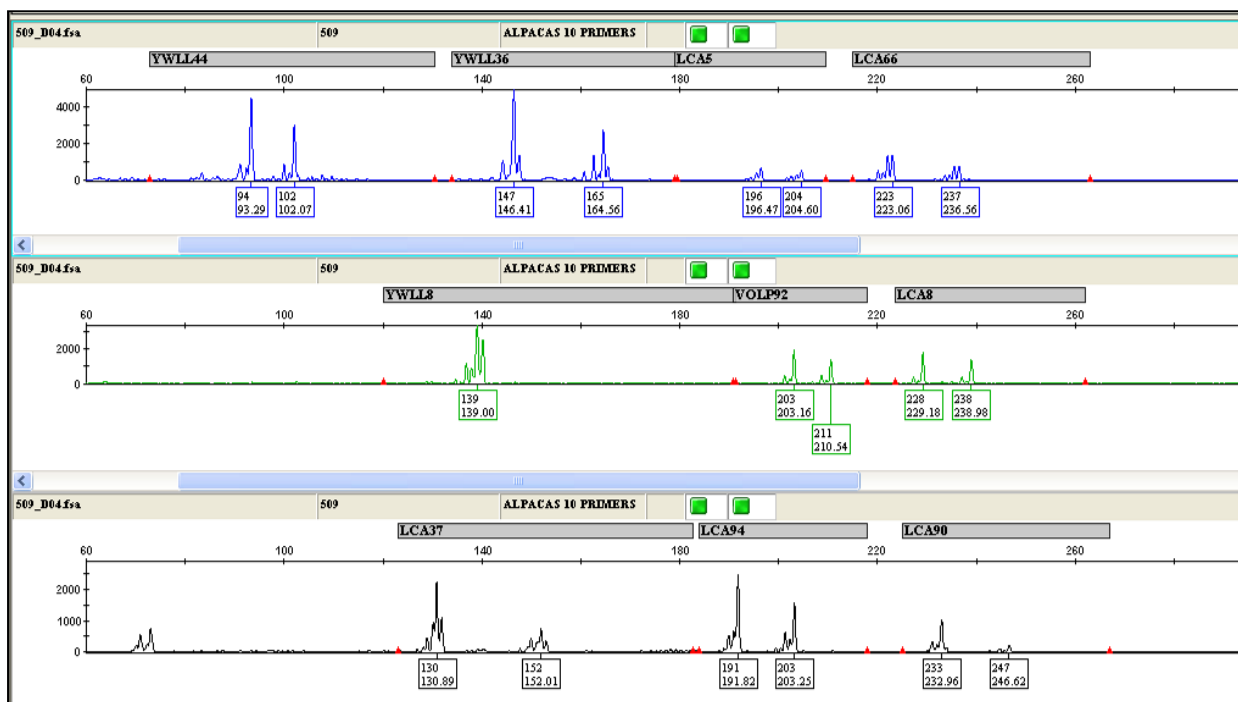 509_D04.fsa 509 ALPACAS 10 PRIMERS
YWLL44 YWLL36 LCA5 LCA66
60 100 140 180 220 260
4000
2000
0
94 102 147 165 196 204 223 237
93.29 102.07 146.41 164.56 196.47 204.60 223.06 236.56
509_D04.fsa 509 ALPACAS 10 PRIMERS
YWLL8 VOLP92 LCA8
60 100 140 180 220 260
2000
0
139 203 228 238
139.00 203.16 229.18 238.98
211
210.54
509_D04.fsa 509 ALPACAS 10 PRIMERS
LCA37 LCA94 LCA90
60 100 140 180 220 260
2000
1000
0
130 152 191 203 233 247
130.89 152.01 191.82 203.25 232.96 246.62